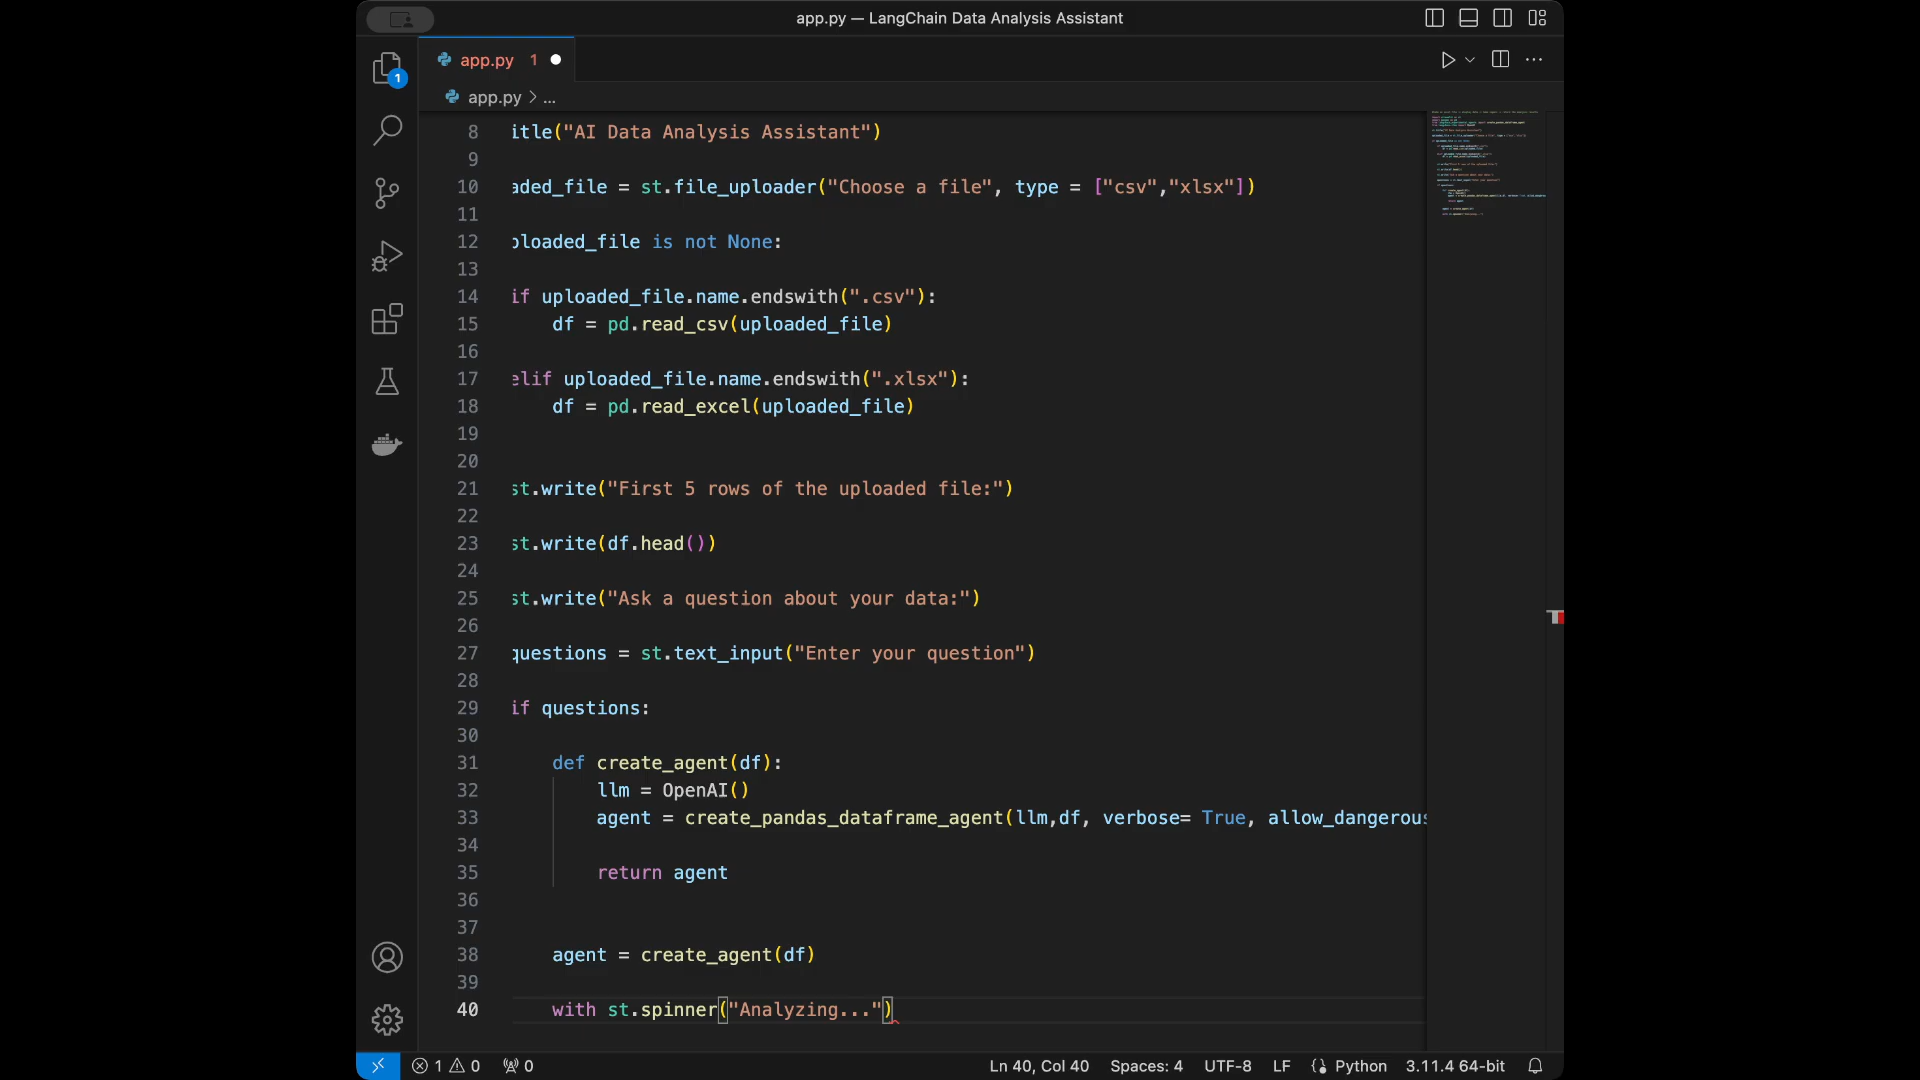 app.py — LangChain Data Analysis Assistant
1
app.py 1
app.py > ...
8 itle("AI Data Analysis Assistant")
9
10 aded_file = st.file_uploader("Choose a file", type = ["csv","xlsx"])
11
12 ploaded_file is not None:
13
14 if uploaded_file.name.endswith(".csv"):
15 df = pd.read_csv(uploaded_file)
16
17 elif uploaded_file.name.endswith(".xlsx"):
18 df = pd.read_excel(uploaded_file)
19
20
21 st.write("First 5 rows of the uploaded file:")
22
23 st.write(df.head())
24
25 st.write("Ask a question about your data:")
26
27 questions = st.text_input("Enter your question")
28
29 if questions:
30
31 def create_agent(df):
32 llm = OpenAI()
33 agent = create_pandas_dataframe_agent(llm,df, verbose= True, allow_dangerous
34
35 return agent
36
37
38 agent = create_agent(df)
39
40 with st.spinner("Analyzing...")
1 0 0 Ln 40, Col 40 Spaces: 4 UTF-8 LF Python 3.11.4 64-bit